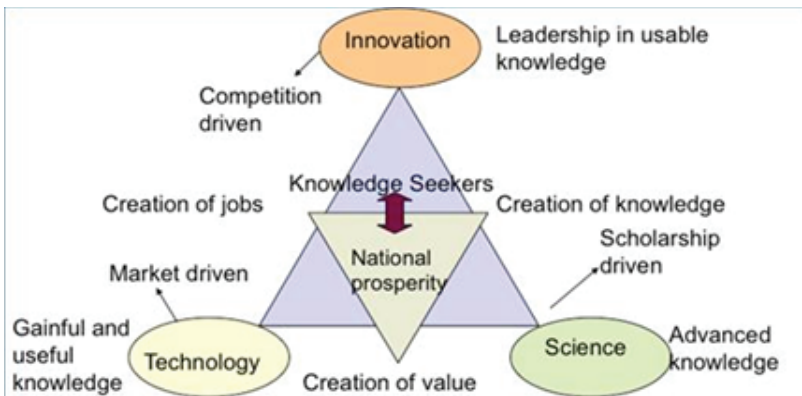 Innovation
Leadership in usable
knowledge
Competition
driven
Knowledge Seekers
Creation of jobs
Creation of knowledge
Scholarship
driven
National
prosperity
Market driven
Gainful and
useful
knowledge
Technology
Science
Advanced
knowledge
Creation of value